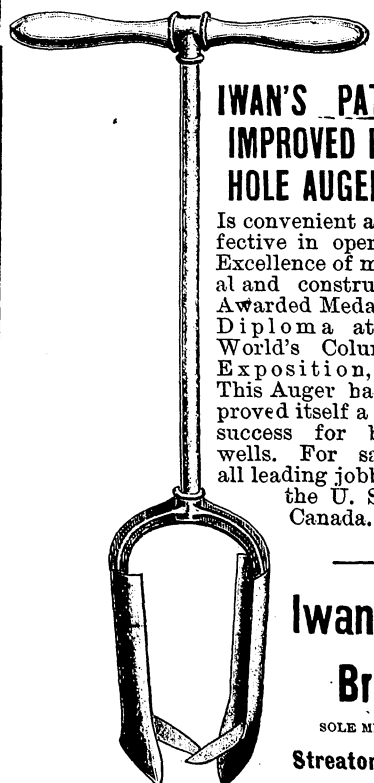 IWAN'S PAT
IMPROVED
HOLE AUGE
Is convenient a
fective in oper
Excellence of m
al and constru
Awarded Meda
Diploma at
World's Colu
Exposition,
This Auger ha
proved itself a
success for b
wells. For sa
all leading jobb
the U. S
Canada.
Iwan
Br
SOLE M
Streator